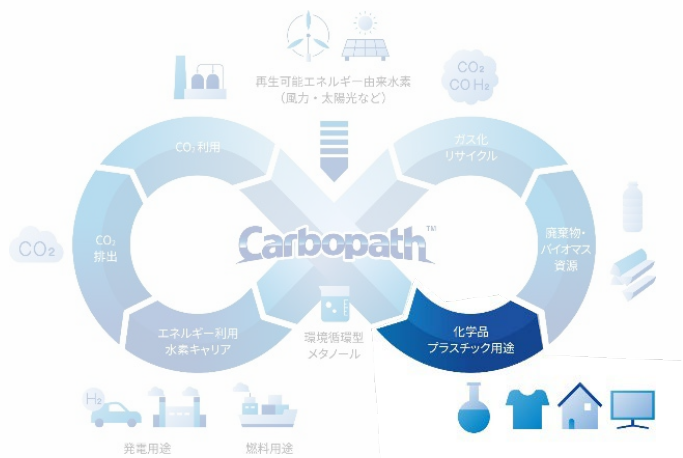 再生可能エネルギー由来水素
（風力・太陽光など）
CO₂
CO H₂
CO₂利用
ガス化
リサイクル
CO₂
CO₂
排出
Carbopath™
廃棄物・
バイオマス
資源
エネルギー利用
水素キャリア
環境循環型
メタノール
化学品
プラスチック用途
H₂
発電用途
燃料用途